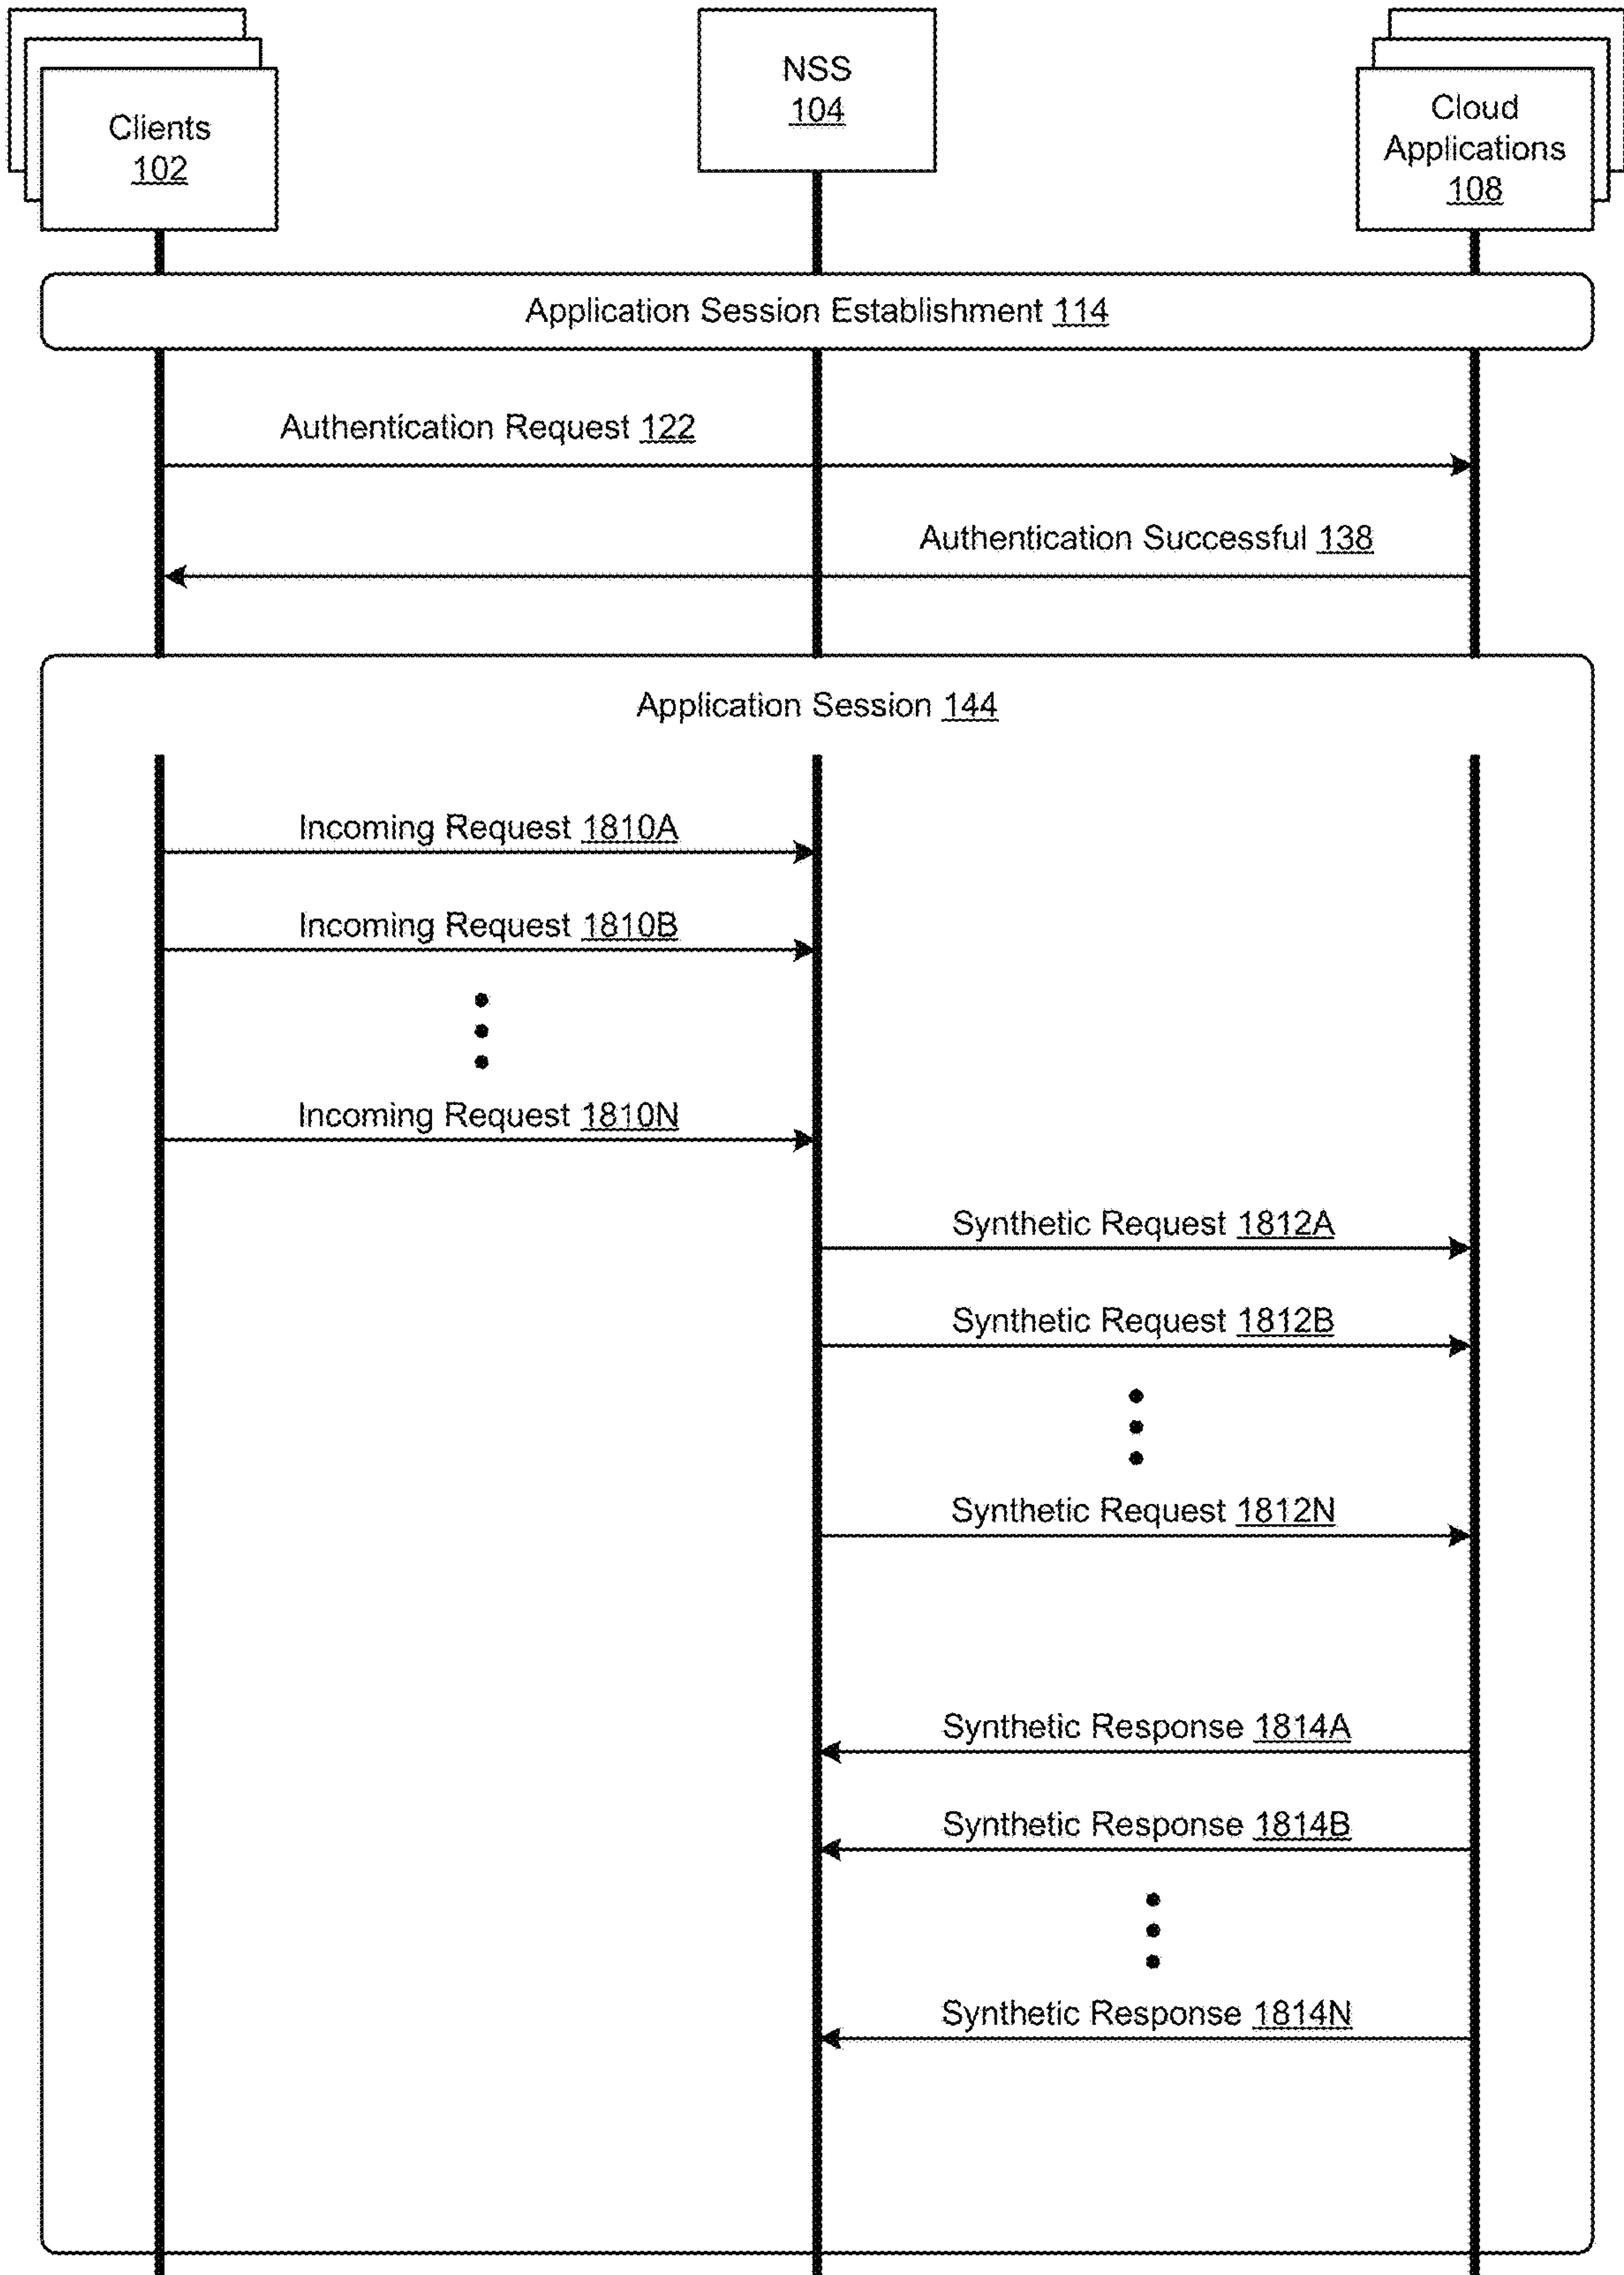 Clients
102
NSS
104
Cloud
Applications
108
Application Session Establishment 114
Authentication Request 122
Authentication Successful 138
Application Session 144
Incoming Request 1810A
Incoming Request 1810B
Incoming Request 1810N
Synthetic Request 1812A
Synthetic Request 1812B
Synthetic Request 1812N
Synthetic Response 1814A
Synthetic Response 1814B
Synthetic Response 1814N